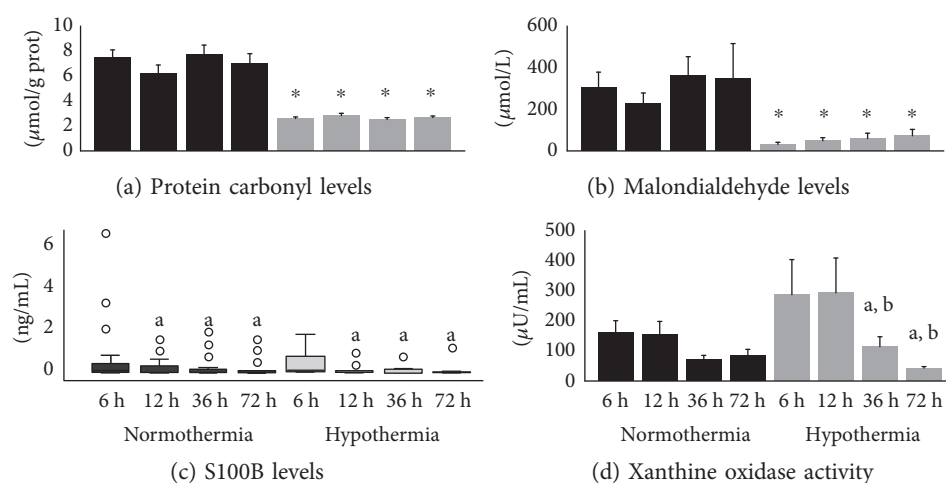 10
8
6
4
2
0
(μmol/g prot)
* * * *
(a) Protein carbonyl levels
600
400
200
0
(μmol/L)
* * * *
(b) Malondialdehyde levels
6
4
2
0
(ng/mL)
a a a a a a
6 h 12 h 36 h 72 h 6 h 12 h 36 h 72 h
Normothermia Hypothermia
(c) S100B levels
500
400
300
200
100
0
(μU/mL)
a, b
a, b
6 h 12 h 36 h 72 h 6 h 12 h 36 h 72 h
Normothermia Hypothermia
(d) Xanthine oxidase activity